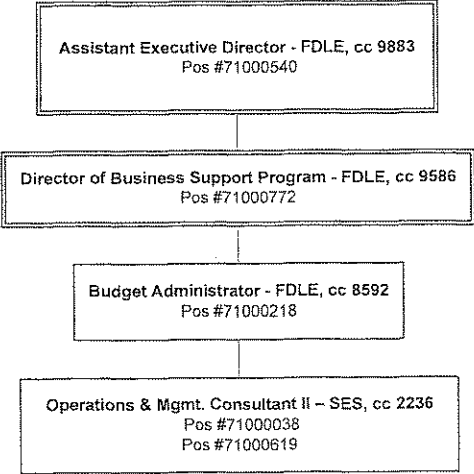 Assistant Executive Director - FDLE, cc 9883
Pos #71000540
Director of Business Support Program - FDLE, cc 9586
Pos #71000772
Budget Administrator - FDLE, cc 8592
Pos #71000218
Operations & Mgmt. Consultant II – SES, cc 2236
Pos #71000038
Pos #71000619